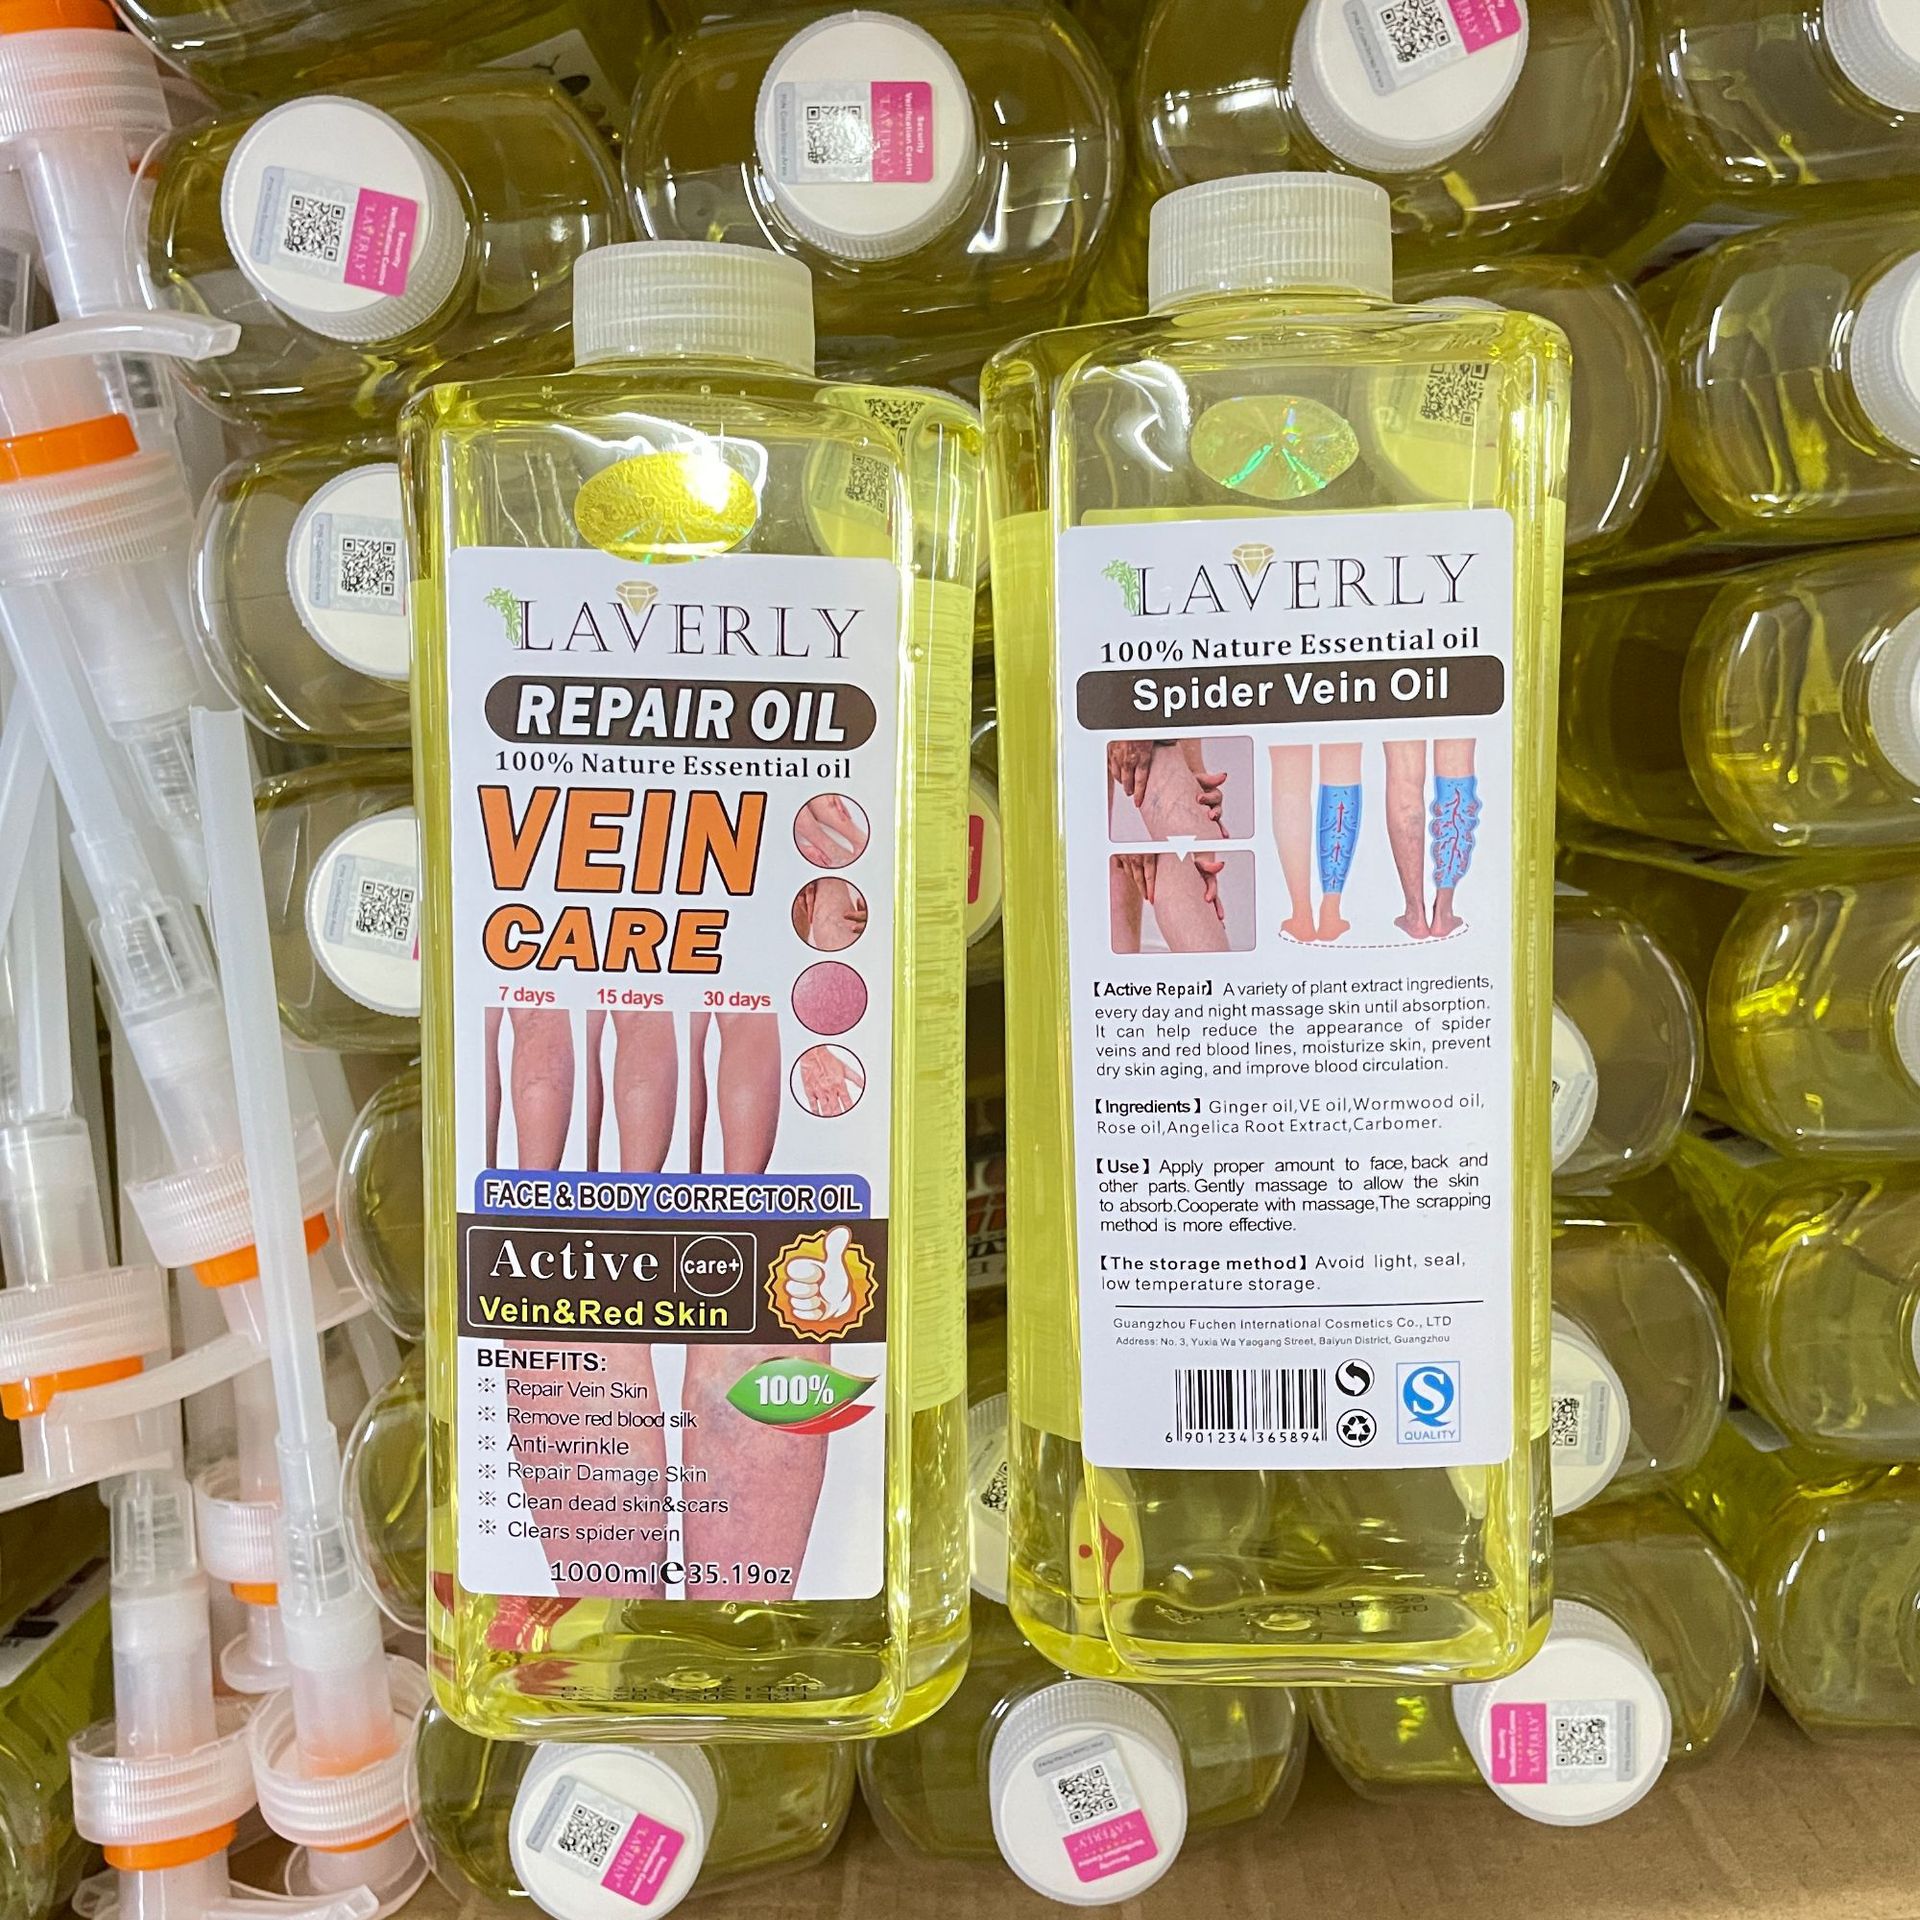 LAVERLY
REPAIR OIL
100% Nature Essential oil
VEIN
CARE
7 days 15 days 30 days
FACE & BODY CORRECTOR OIL
Active care+
Vein&Red Skin
BENEFITS:
※ Repair Vein Skin
※ Remove red blood silk
※ Anti-wrinkle
※ Repair Damage Skin
※ Clean dead skin&scars
※ Clears spider vein
100%
1000ml℮35.19oz
LAVERLY
100% Nature Essential oil
Spider Vein Oil
【Active Repair】 A variety of plant extract ingredients,
every day and night massage skin until absorption.
It can help reduce the appearance of spider
veins and red blood lines, moisturize skin, prevent
dry skin aging, and improve blood circulation.
【Ingredients】 Ginger oil,VE oil,Wormwood oil,
Rose oil,Angelica Root Extract,Carbomer.
【Use】 Apply proper amount to face, back and
other parts. Gently massage to allow the skin
to absorb.Cooperate with massage,The scrapping
method is more effective.
【The storage method】 Avoid light, seal,
low temperature storage.
Guangzhou Fuchen International Cosmetics Co., LTD
Address: No. 3, Yuxia Wa Yaogang Street, Baiyun District, Guangzhou
6 901234 365894
QUALITY
Security
Verification Centre
LAVERLY
Security
Verification Centre
LAVERLY